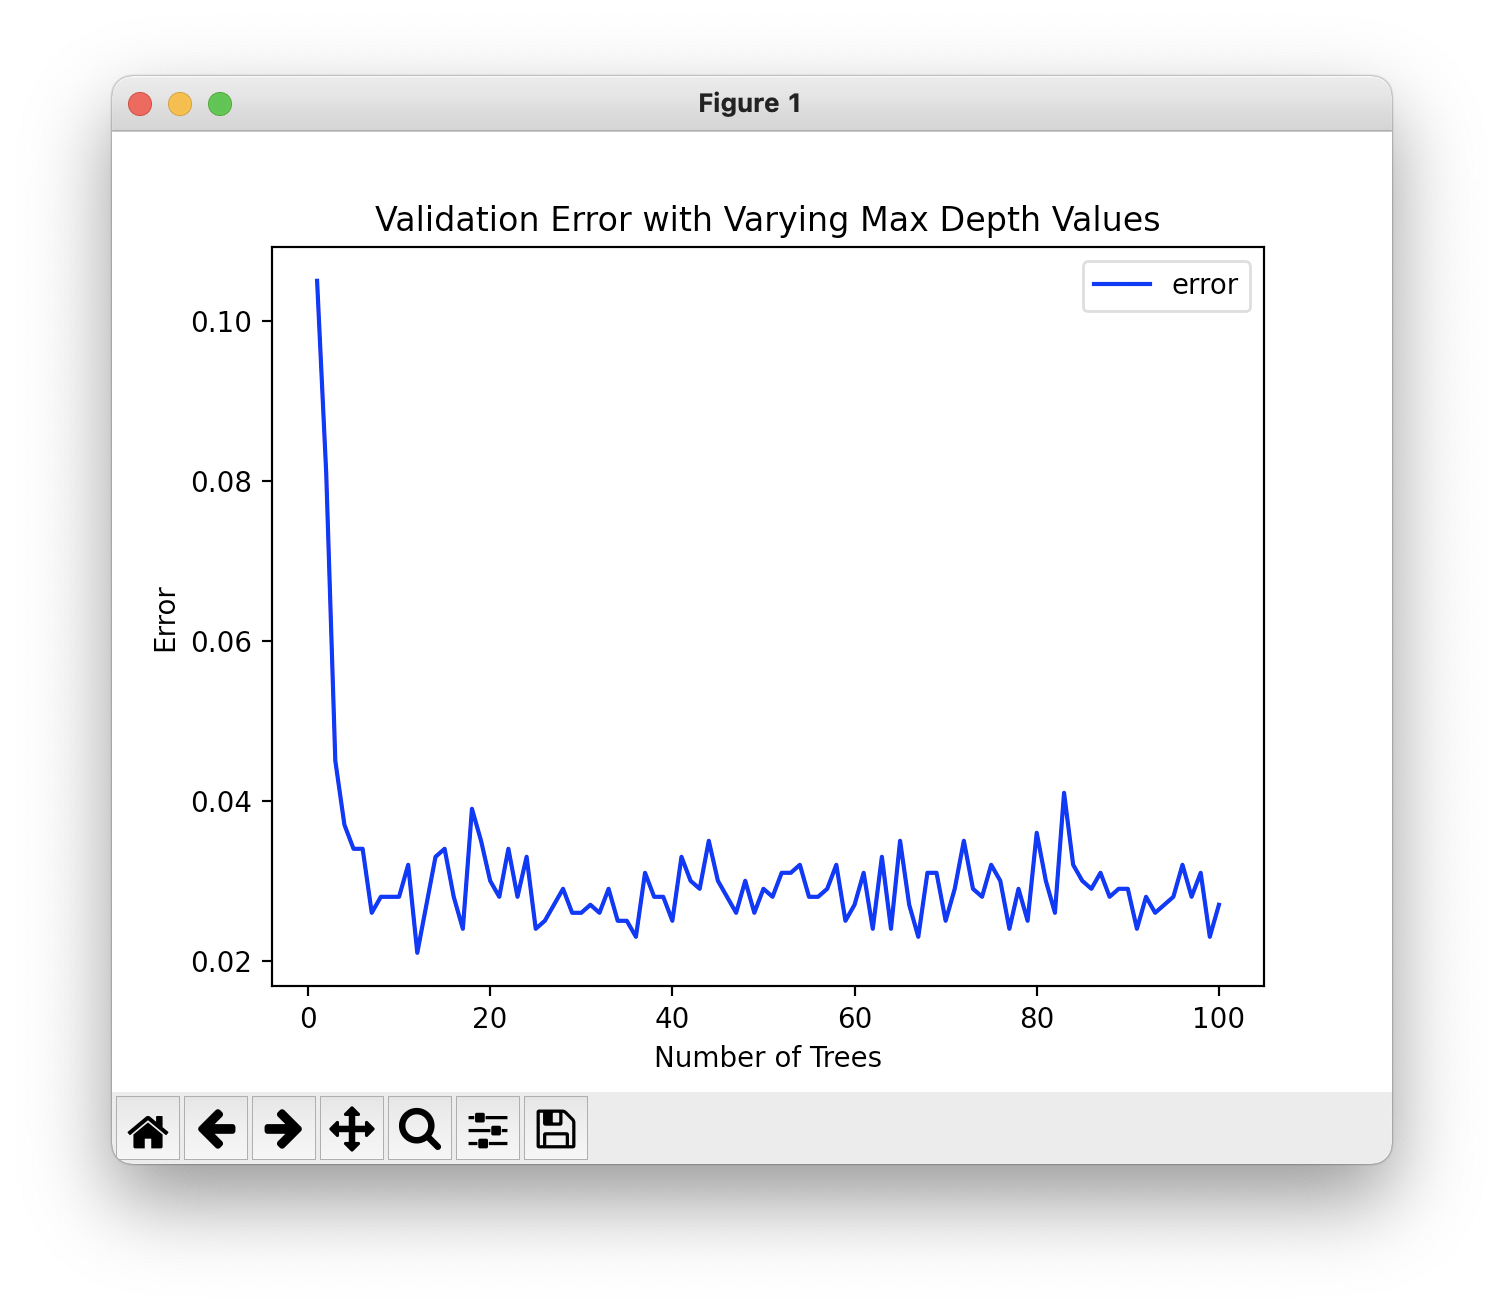 Figure 1
Validation Error with Varying Max Depth Values
error
0.10
0.08
0.06
0.04
0.02
Error
0
20
40
60
80
100
Number of Trees